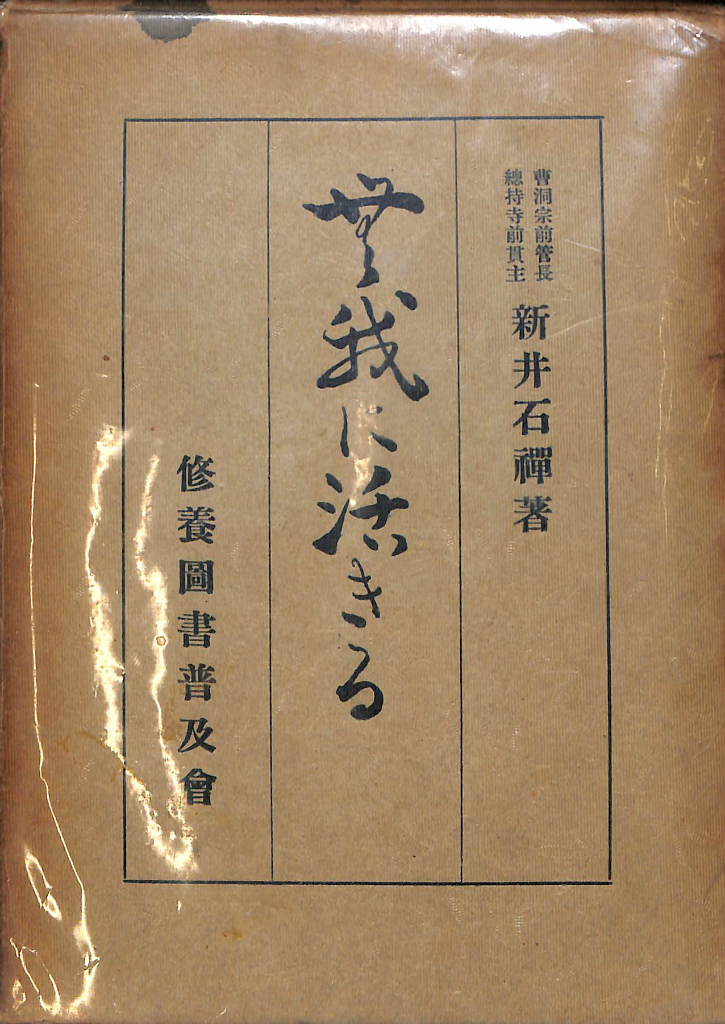 曹洞宗前管長
總持寺前貫主
新井石禪著
無我に活きる
修養圖書普及會